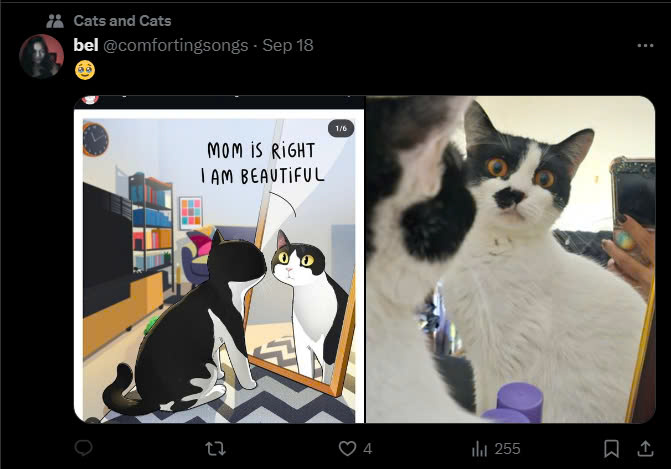 Cats and Cats
bel @comfortingsongs · Sep 18
🥹
1/6
MOM IS RIGHT
I AM BEAUTIFUL
4
255